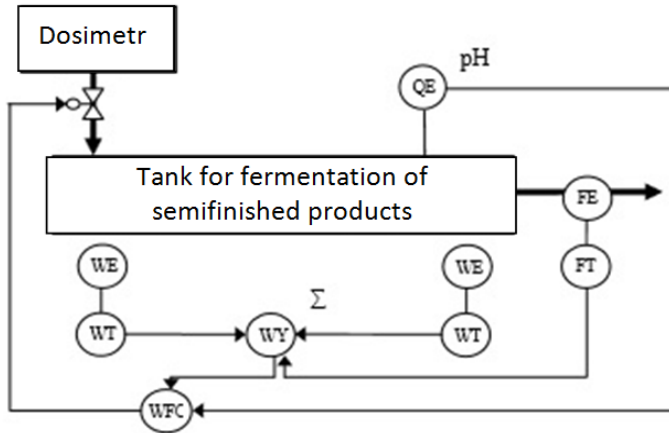 Dosimetr
pH
QE
Tank for fermentation of
semifinished products
FE
WE
WE
FT
Σ
WT
WY
WT
WFC